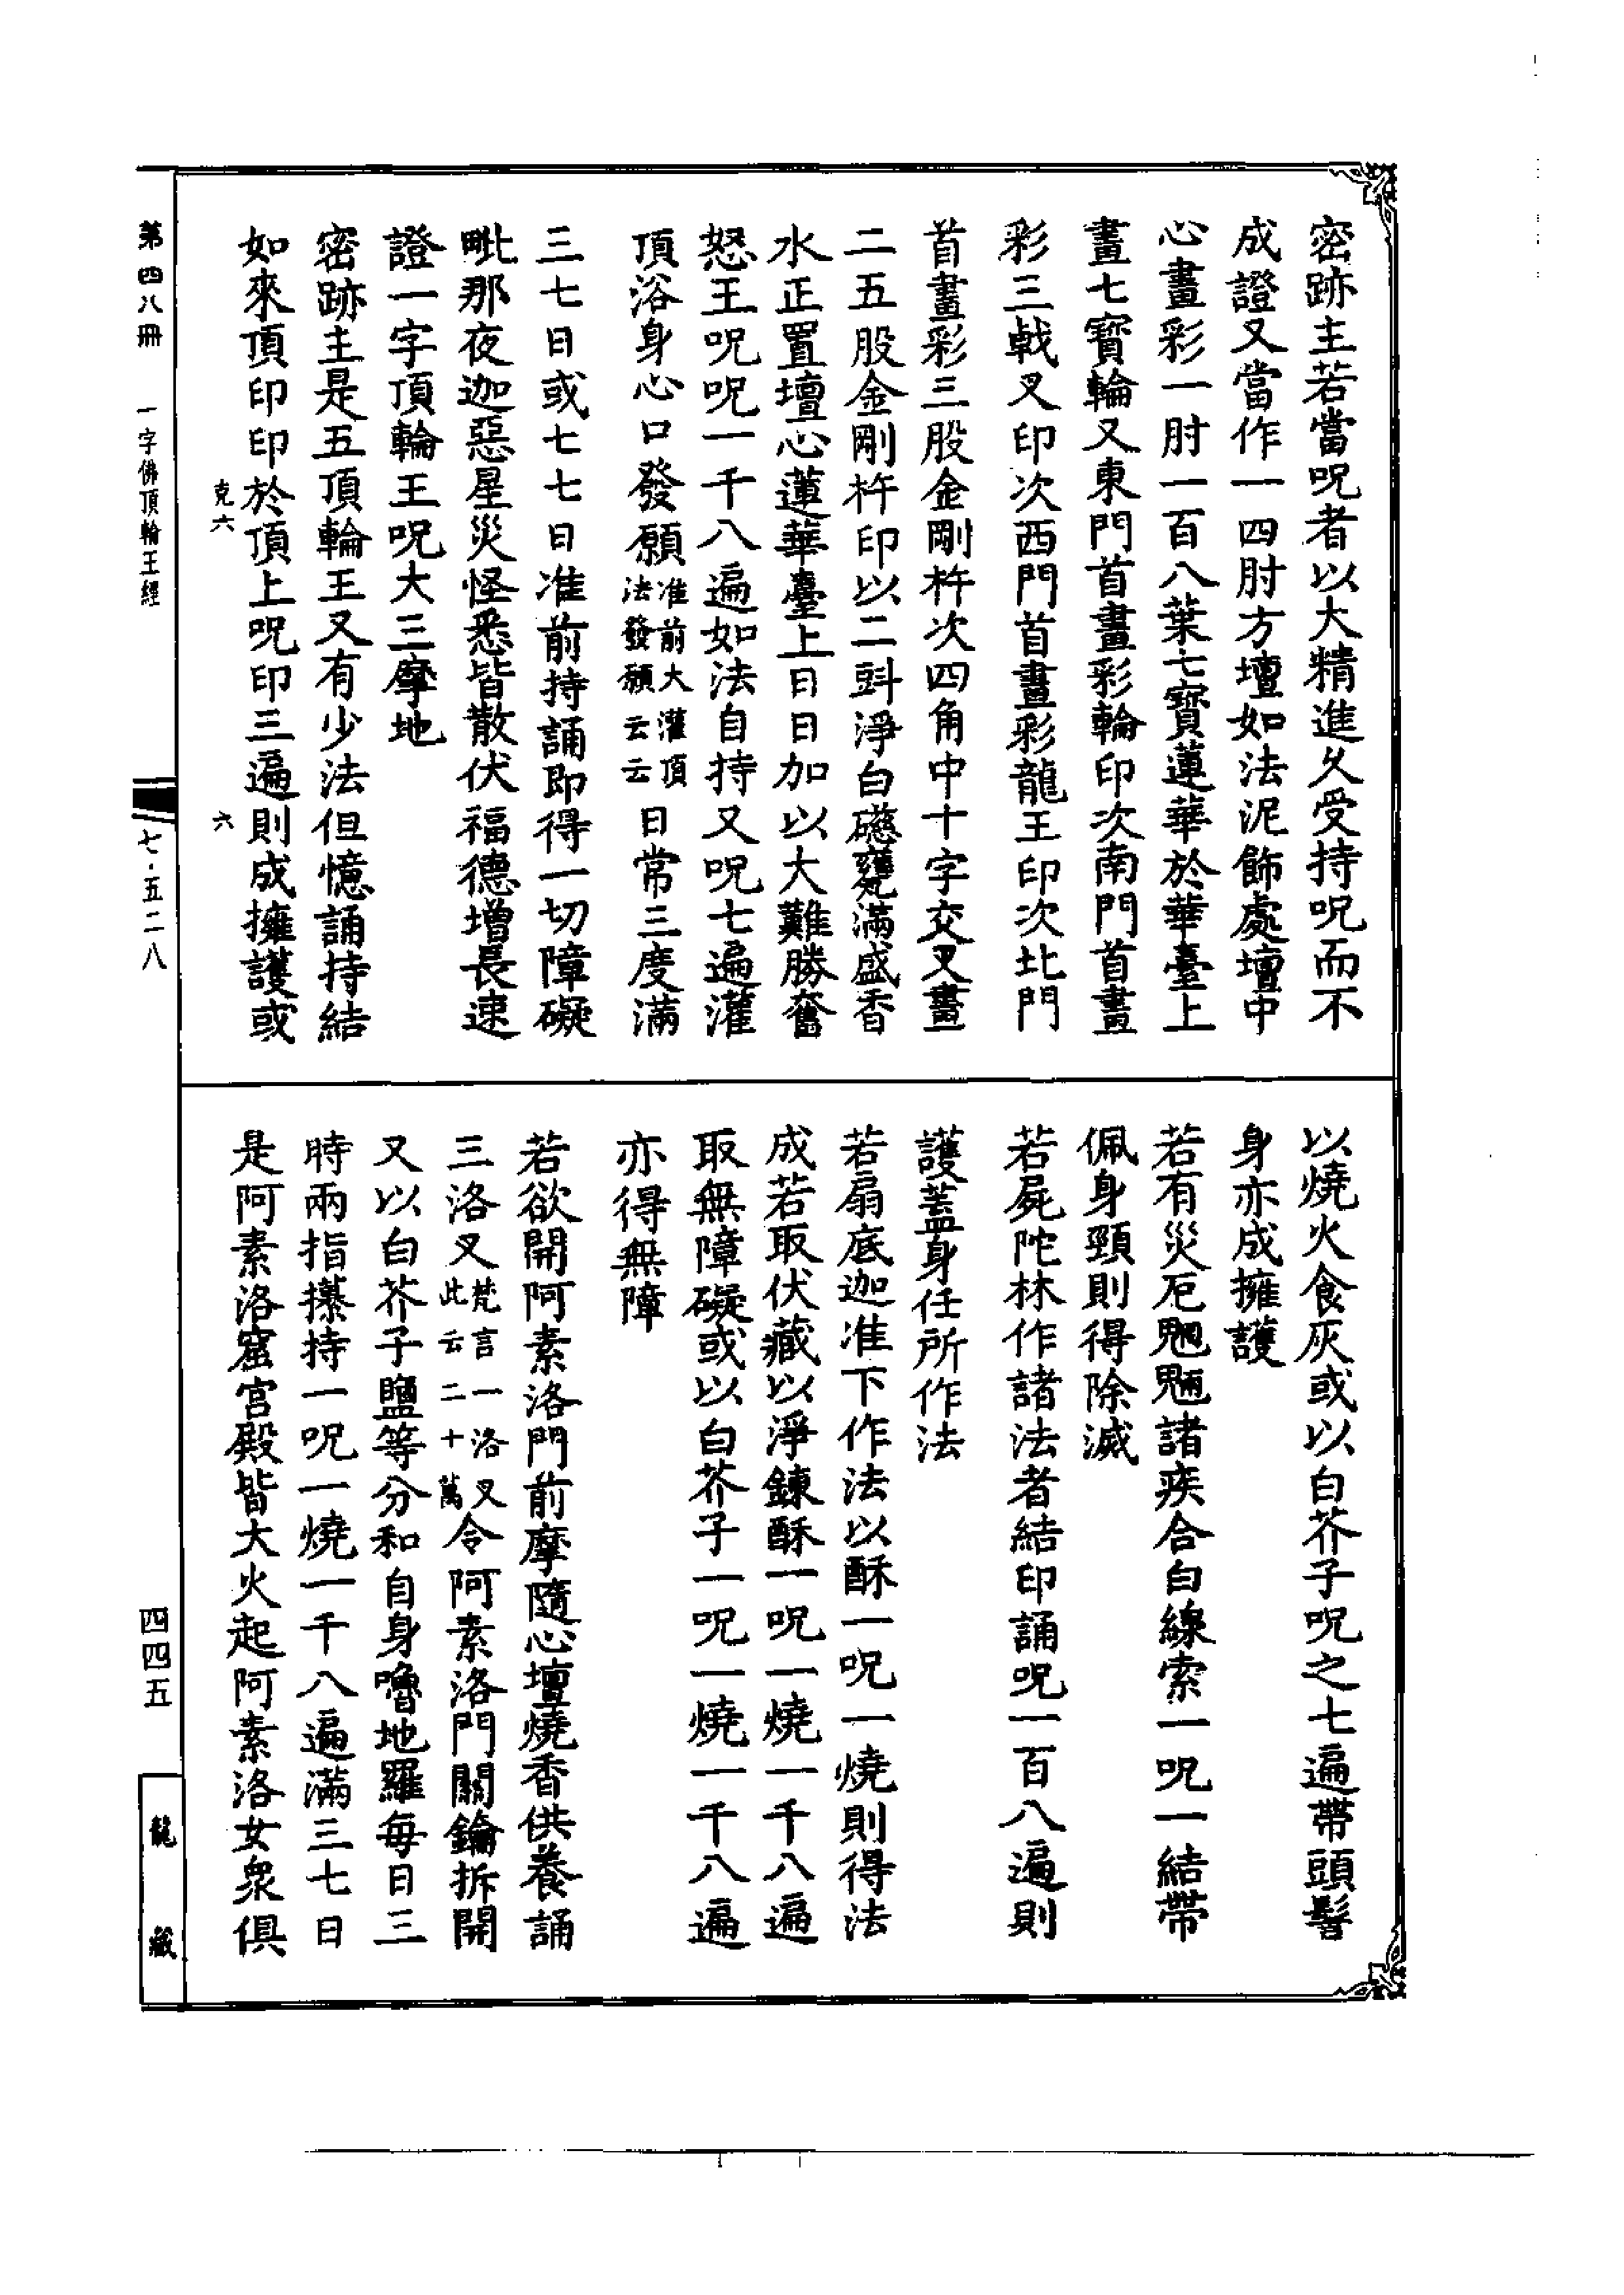 密跡主若當呪者以大精進久受持呪而不
成證又當作一四肘方壇如法泥飾處壇中
心畫彩一肘一百八葉七寶蓮華於華臺上
畫七寶輪又東門首畫彩輪印次南門首畫
彩三戟叉印次西門首畫彩龍王印次北門
首畫彩三股金剛杵次四角中十字交叉畫
二五股金剛杵印以二㪷淨白礠甕滿盛香
水正置壇心蓮華臺上日日加以大難勝奮
怒王呪呪一千八遍如法自持又呪七遍灌
頂浴身心口發願准前大灌頂法發願云云日常三度滿
三七日或七七日准前持誦即得一切障礙
毗那夜迦惡星災怪悉皆散伏福德增長速
證一字頂輪王呪大三摩地
密跡主是五頂輪王又有少法但憶誦持結
如來頂印印於頂上呪印三遍則成擁護或
克六
六
以燒火食灰或以白芥子呪之七遍帶頭髻
身亦成擁護
若有災厄魍魎諸疾合白線索一呪一結帶
佩身頸則得除滅
若屍陀林作諸法者結印誦呪一百八遍則
護蓋身任所作法
若扇底迦准下作法以酥一呪一燒則得法
成若取伏藏以淨鍊酥一呪一燒一千八遍
取無障礙或以白芥子一呪一燒一千八遍
亦得無障
若欲開阿素洛門前摩隨心壇燒香供養誦
三洛叉梵言一洛叉此云二十萬令阿素洛門關鑰拆開
又以白芥子鹽等分和自身嚕地羅每日三
時兩指攥持一呪一燒一千八遍滿三七日
是阿素洛窟宮殿皆大火起阿素洛女衆俱
第四八冊
一字佛頂輪王經
七·五二八
四四五
龍藏